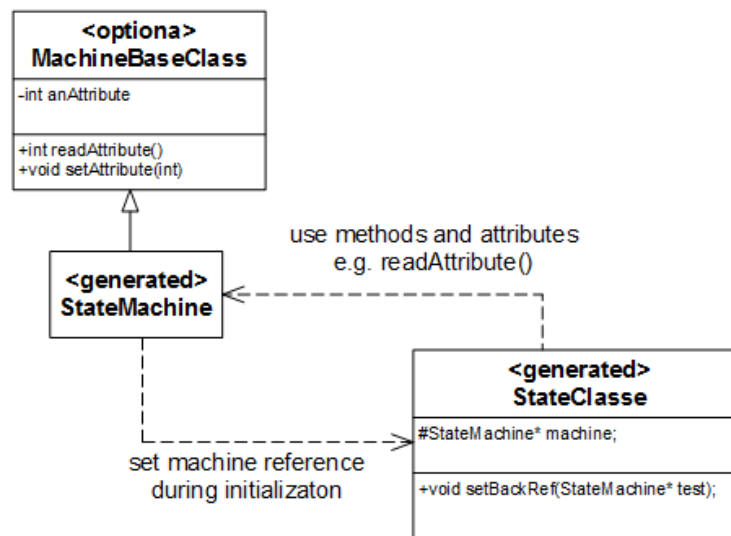 <optiona>
MachineBaseClass
-int anAttribute
+int readAttribute()
+void setAttribute(int)
use methods and attributes
e.g. readAttribute()
<generated>
StateMachine
<generated>
StateClasse
#StateMachine* machine;
set machine reference
during initializaton
+void setBackRef(StateMachine* test);